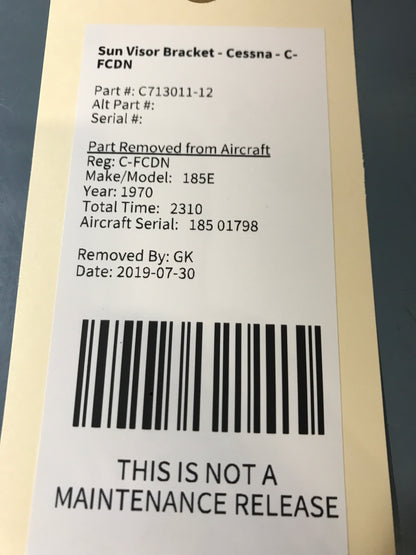 Sun Visor Bracket - Cessna - C-
FCDN
Part #: C713011-12
Alt Part #:
Serial #:
Part Removed from Aircraft
Reg: C-FCDN
Make/Model: 185E
Year: 1970
Total Time: 2310
Aircraft Serial: 185 01798
Removed By: GK
Date: 2019-07-30
THIS IS NOT A
MAINTENANCE RELEASE